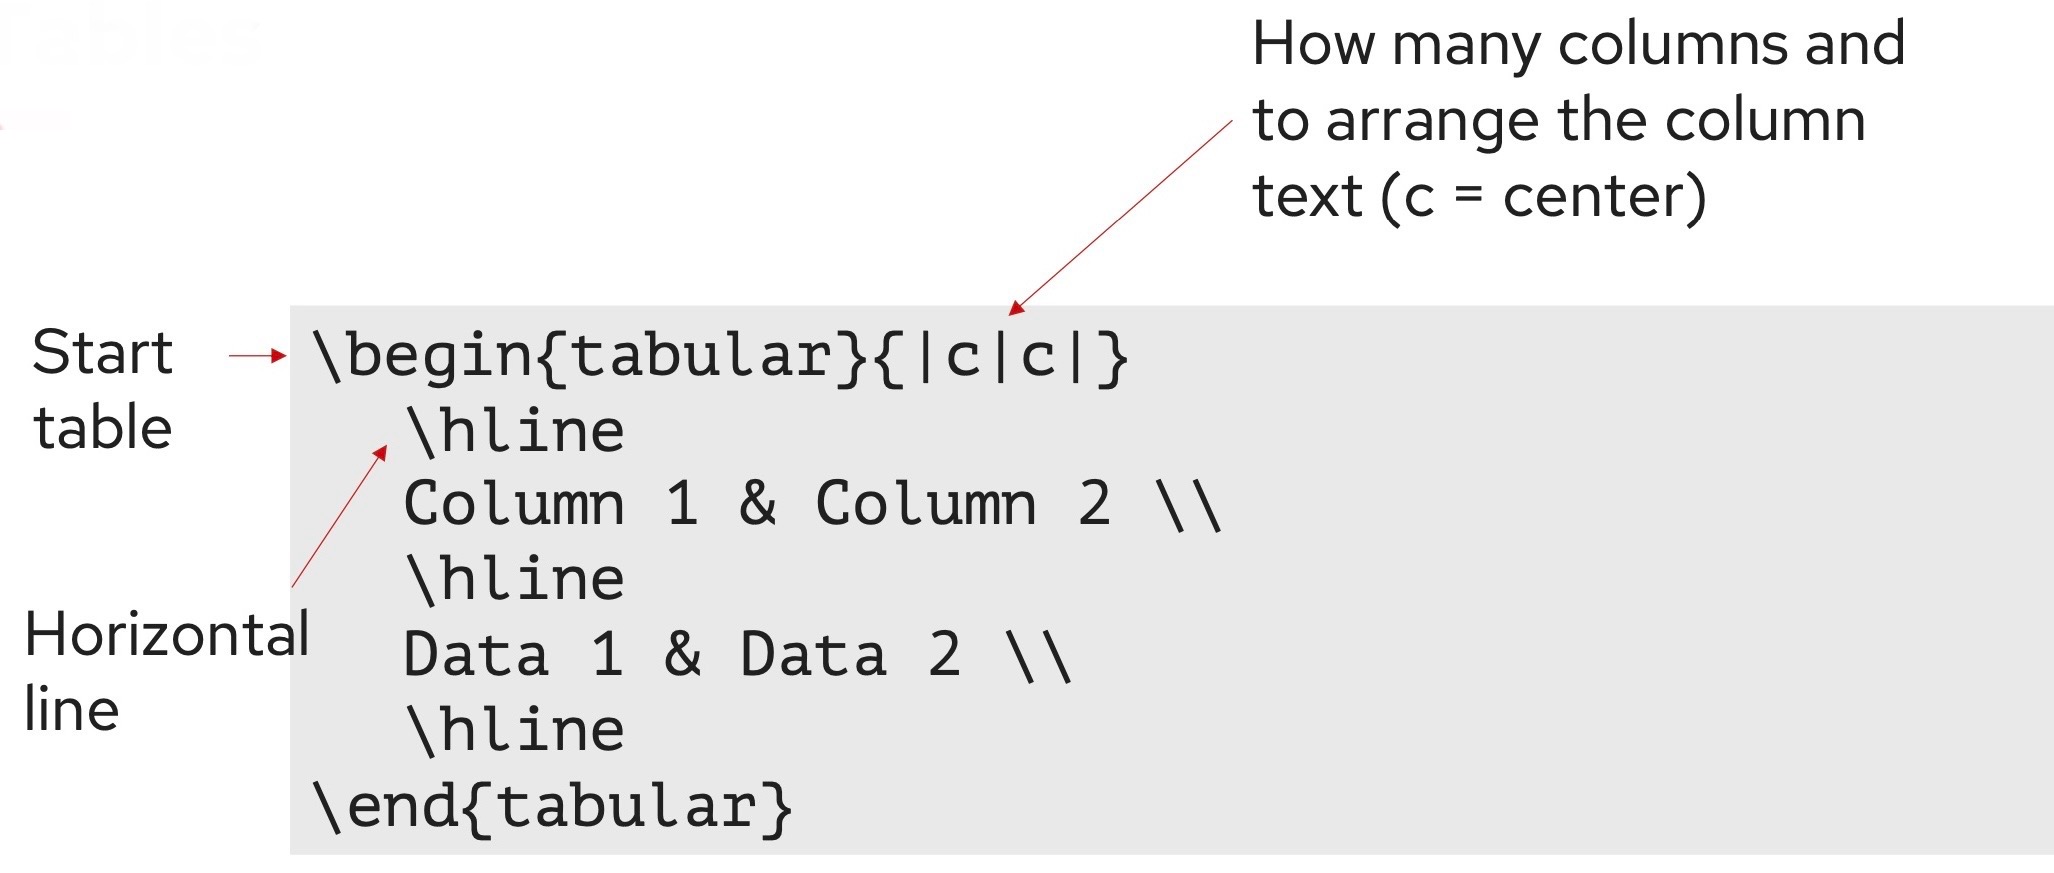 Tables
How many columns and
to arrange the column
text (c = center)
Start
table
\begin{tabular}{|c|c|}
\hline
Column 1 & Column 2 \\
\hline
Data 1 & Data 2 \\
\hline
\end{tabular}
Horizontal
line